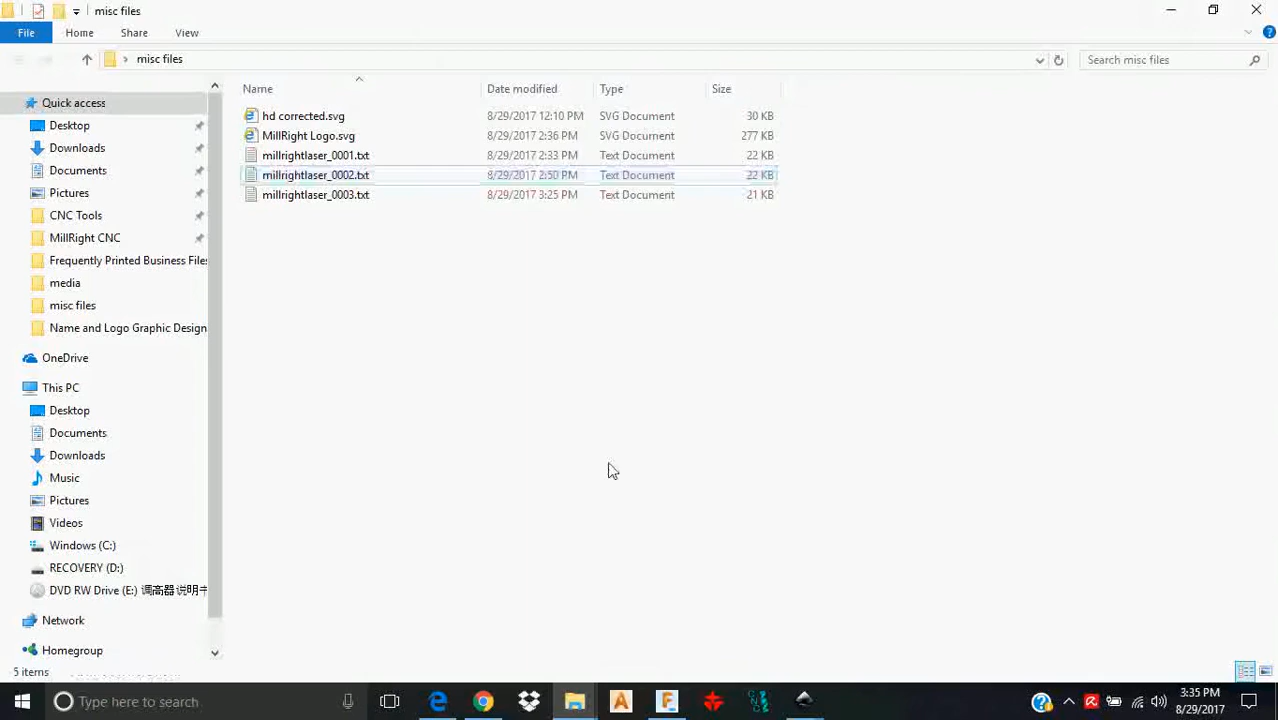 misc files
File Home Share View
misc files Search misc files
Name Date modified Type Size
hd corrected.svg 8/29/2017 12:10 PM SVG Document 30 KB
MillRight Logo.svg 8/29/2017 2:36 PM SVG Document 277 KB
millrightlaser_0001.txt 8/29/2017 2:33 PM Text Document 22 KB
millrightlaser_0002.txt 8/29/2017 2:50 PM Text Document 22 KB
millrightlaser_0003.txt 8/29/2017 3:25 PM Text Document 21 KB
Quick access
Desktop
Downloads
Documents
Pictures
CNC Tools
MillRight CNC
Frequently Printed Business Files
media
misc files
Name and Logo Graphic Design
OneDrive
This PC
Desktop
Documents
Downloads
Music
Pictures
Videos
Windows (C:)
RECOVERY (D:)
DVD RW Drive (E:) 调高器说明书
Network
Homegroup
5 items
Type here to search
3:35 PM
8/29/2017